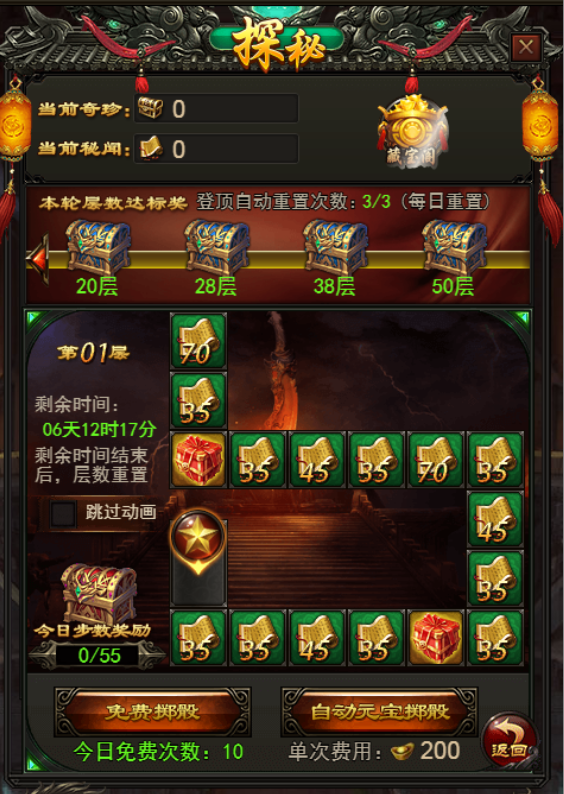 探秘
当前奇珍: 0
当前秘闻: 0
藏宝阁
本轮层数达标奖 登顶自动重置次数: 3/3 (每日重置)
20层 28层 38层 50层
第01层
70
35
剩余时间:
06天12时17分
剩余时间结束
后，层数重置
35 45 35 70 35
跳过动画
45
35
今日步数奖励
0/55
35 35 45 35 35
免费掷骰 自动元宝掷骰
今日免费次数: 10 单次费用: 200
返回